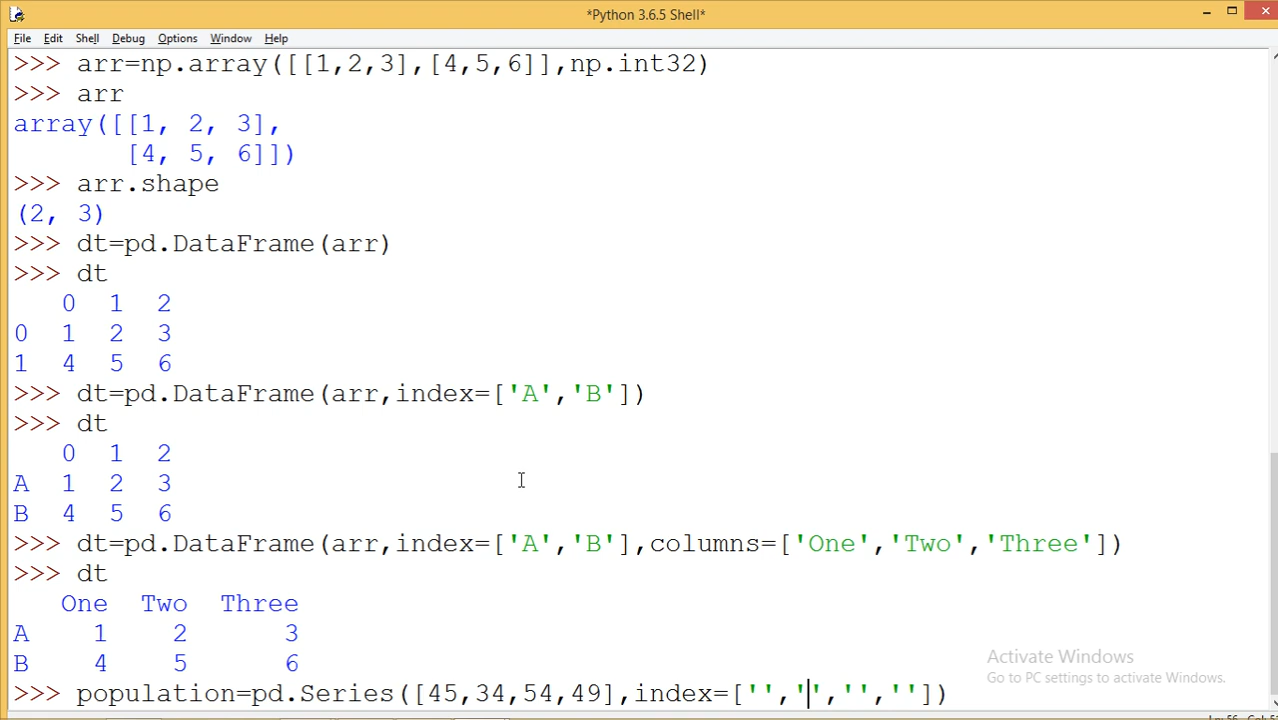 *Python 3.6.5 Shell*
File Edit Shell Debug Options Window Help
>>> arr=np.array([[1,2,3],[4,5,6]],np.int32)
>>> arr
array([[1, 2, 3],
       [4, 5, 6]])
>>> arr.shape
(2, 3)
>>> dt=pd.DataFrame(arr)
>>> dt
   0  1  2
0  1  2  3
1  4  5  6
>>> dt=pd.DataFrame(arr,index=['A','B'])
>>> dt
   0  1  2
A  1  2  3
B  4  5  6
>>> dt=pd.DataFrame(arr,index=['A','B'],columns=['One','Two','Three'])
>>> dt
   One  Two  Three
A    1    2      3
B    4    5      6
Activate Windows
Go to PC settings to activate Windows.
>>> population=pd.Series([45,34,54,49],index=['','','',''])